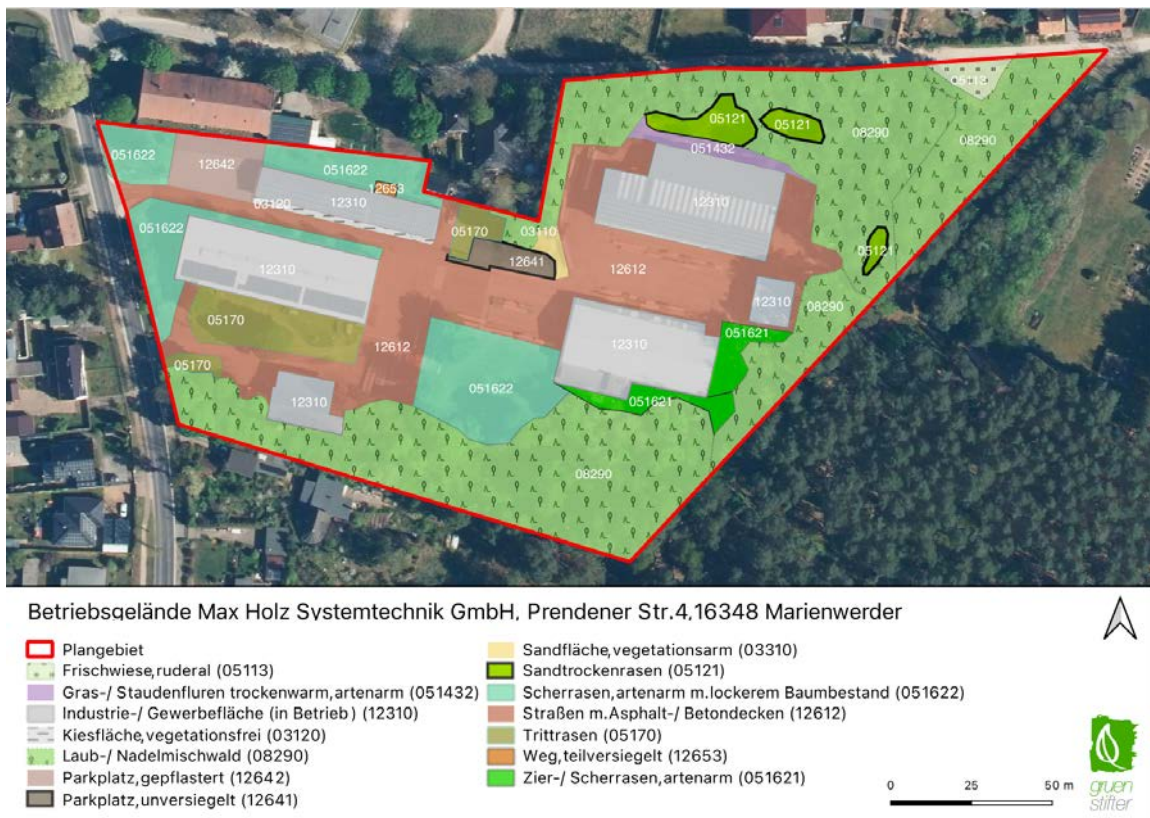 05113
05121
05121
08290
08290
051432
051622
12642
051622
12653
12310
03120
12310
051622
05170
03110
12641
12612
05121
12310
08290
12310
05170
051621
12612
12310
05170
051622
12310
051621
08290
Betriebsgelände Max Holz Systemtechnik GmbH, Prendener Str.4,16348 Marienwerder
Plangebiet
Frischwiese,ruderal (05113)
Gras-/ Staudenfluren trockenwarm,artenarm (051432)
Industrie-/ Gewerbefläche (in Betrieb) (12310)
Kiesfläche,vegetationsfrei (03120)
Laub-/ Nadelmischwald (08290)
Parkplatz,gepflastert (12642)
Parkplatz,unversiegelt (12641)
Sandfläche,vegetationsarm (03310)
Sandtrockenrasen (05121)
Scherrasen,artenarm m.lockerem Baumbestand (051622)
Straßen m.Asphalt-/ Betondecken (12612)
Trittrasen (05170)
Weg,teilversiegelt (12653)
Zier-/ Scherrasen,artenarm (051621)
0 25 50 m
gruen
stifter